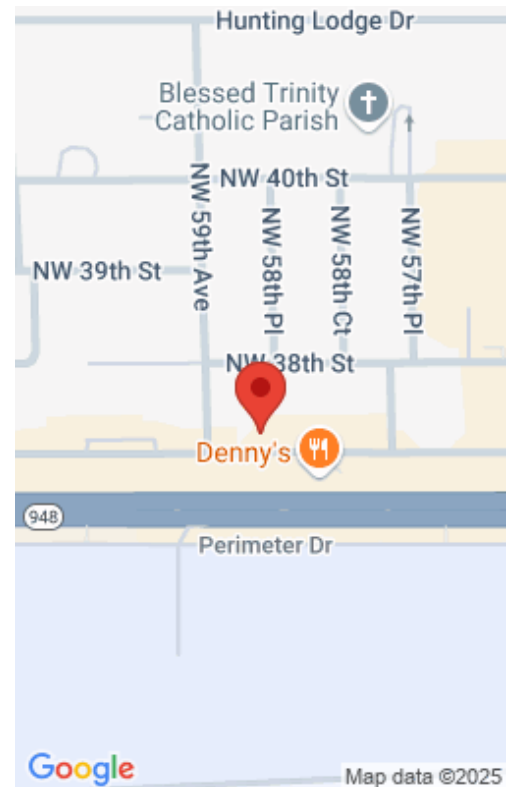 Hunting Lodge Dr
Blessed Trinity
Catholic Parish
NW 40th St
NW 59th Ave
NW 58th Pl
NW 58th Ct
NW 57th Pl
NW 39th St
NW 38th St
Denny's
948
Perimeter Dr
Google
Map data ©2025